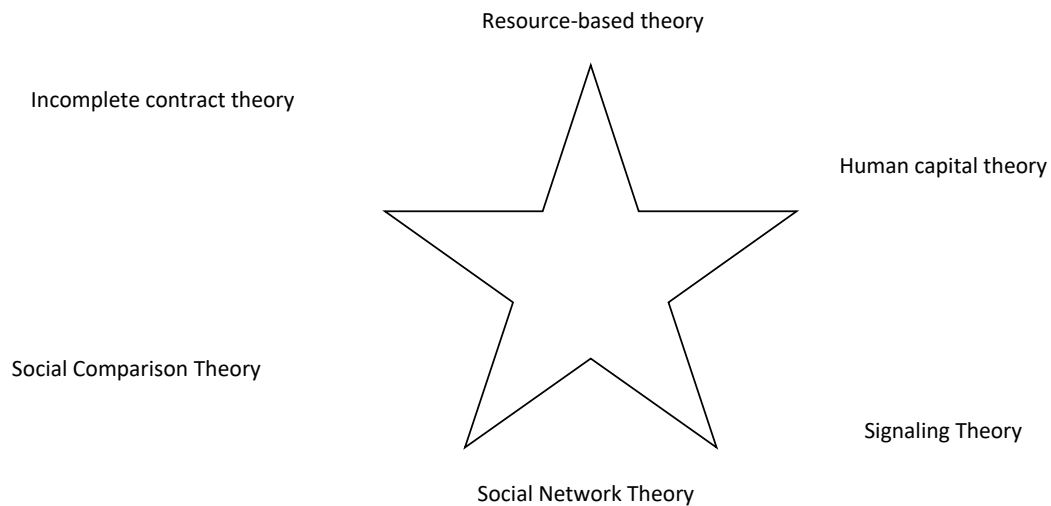 Resource-based theory
Incomplete contract theory
Human capital theory
Social Comparison Theory
Signaling Theory
Social Network Theory